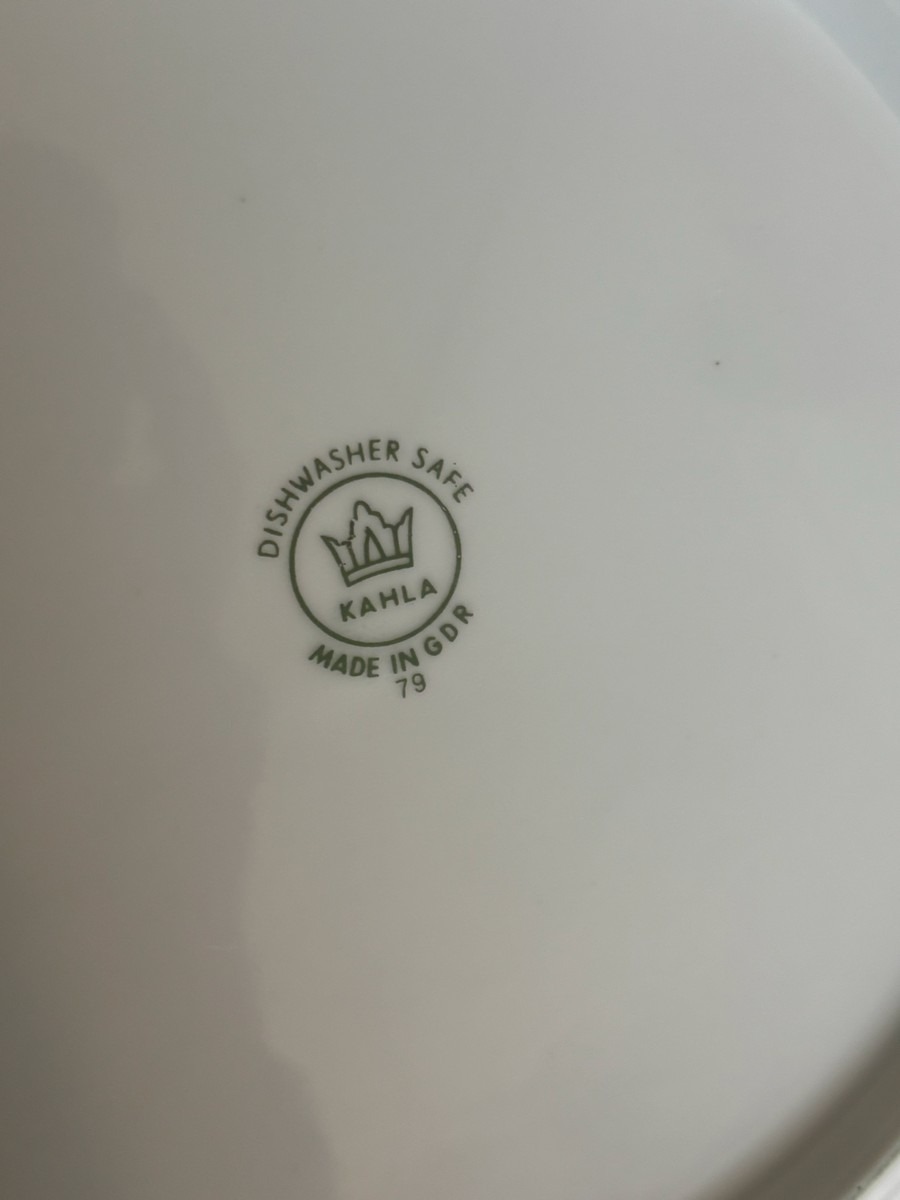 DISHWASHER SAFE
KAHLA
MADE IN GDR
79